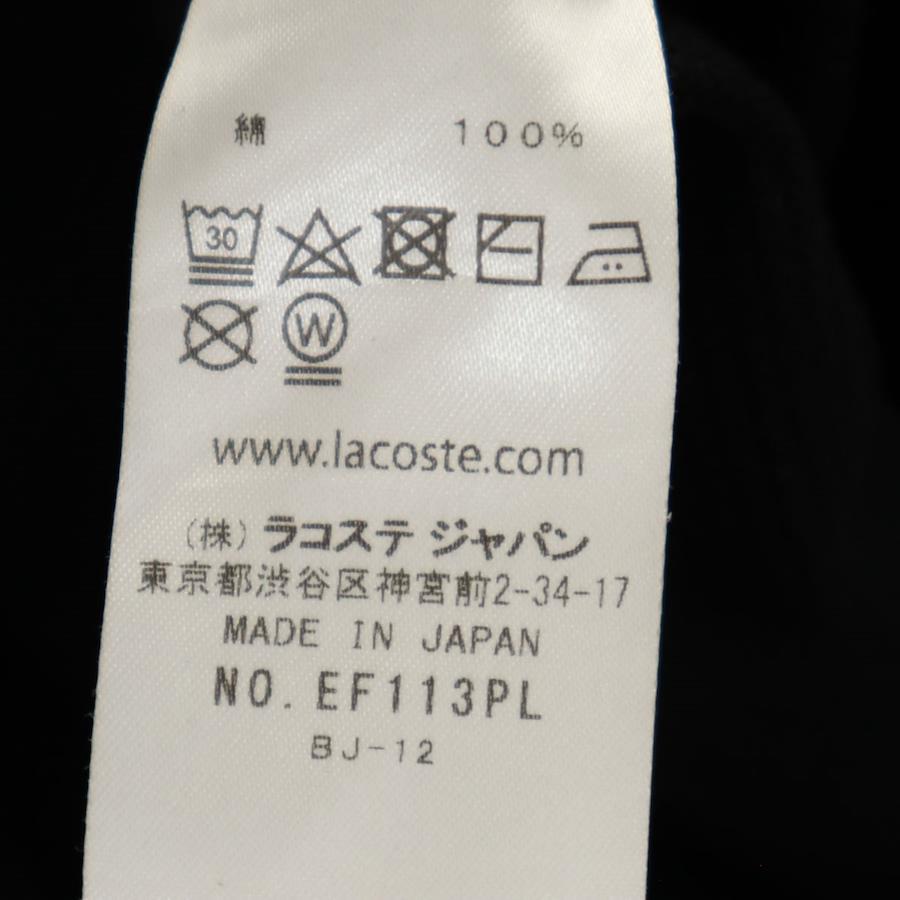 綿 100%
30
W
www.lacoste.com
(株) ラコステ ジャパン
東京都渋谷区神宮前2-34-17
MADE IN JAPAN
NO. EF113PL
BJ-12